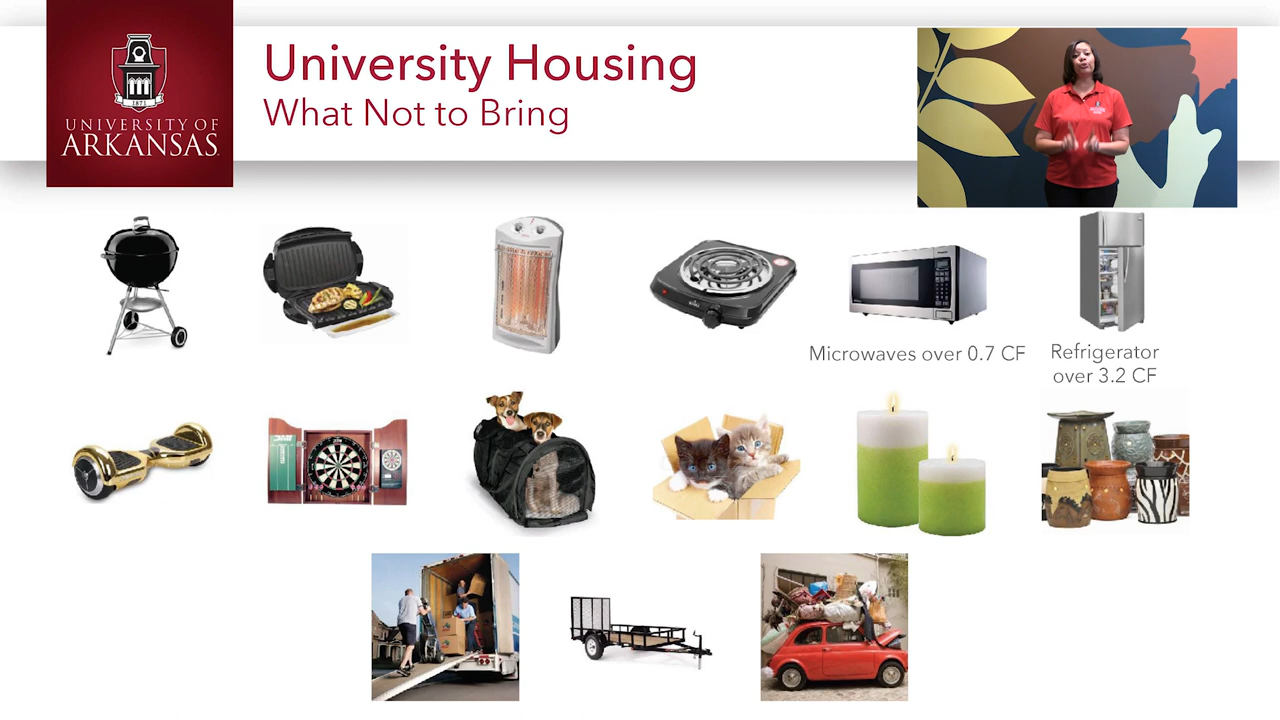 University Housing
What Not to Bring
1871
UNIVERSITY OF
ARKANSAS
Microwaves over 0.7 CF
Refrigerator
over 3.2 CF